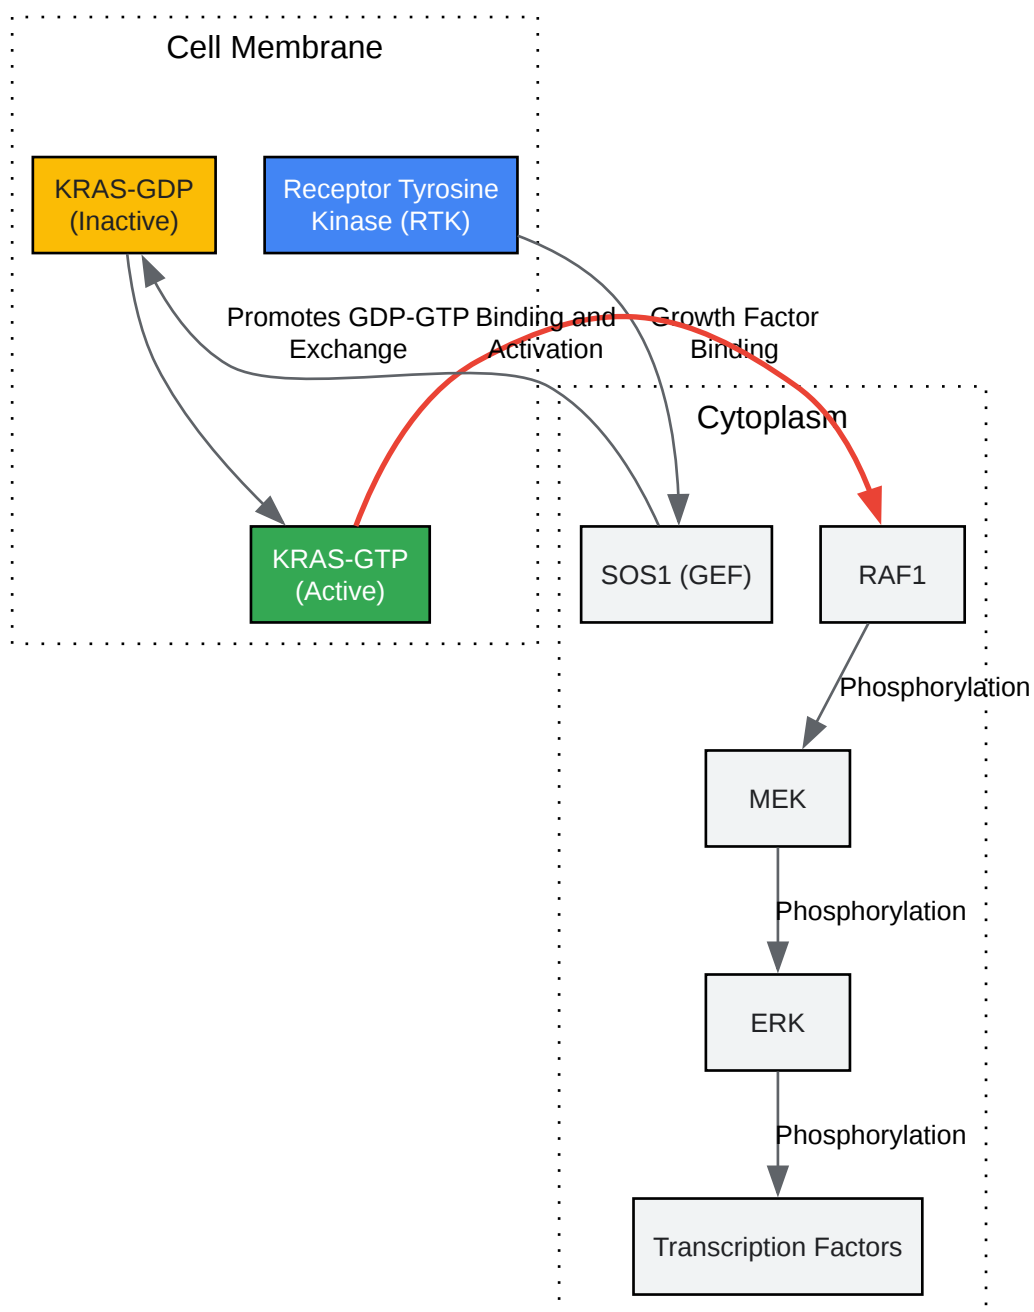 Cell Membrane
KRAS-GDP
(Inactive)
Receptor Tyrosine
Kinase (RTK)
Promotes GDP-GTP
Exchange
Binding and
Activation
Growth Factor
Binding
Cytoplasm
KRAS-GTP
(Active)
SOS1 (GEF)
RAF1
Phosphorylation
MEK
Phosphorylation
ERK
Phosphorylation
Transcription Factors